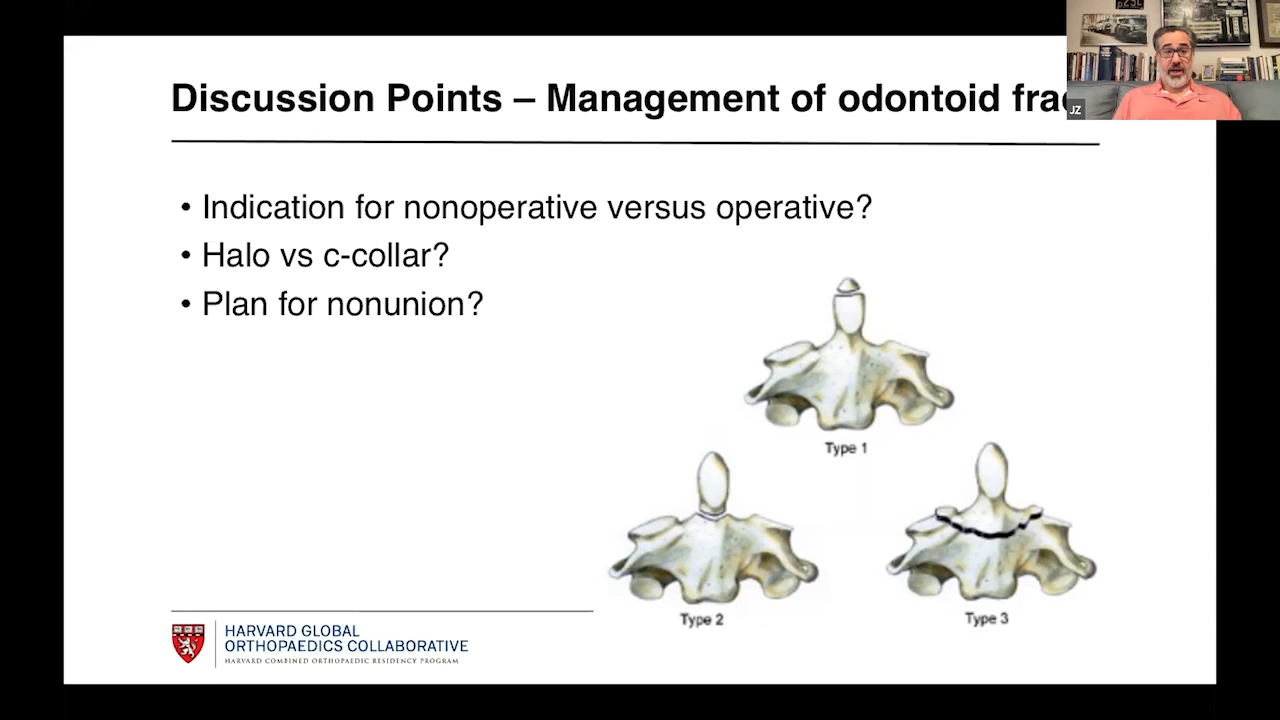 Discussion Points – Management of odontoid
• Indication for nonoperative versus operative?
• Halo vs c-collar?
• Plan for nonunion?
Type 1
Type 2
Type 3
HARVARD GLOBAL
ORTHOPAEDICS COLLABORATIVE
HARVARD COMBINED ORTHOPAEDIC RESIDENCY PROGRAM
JZ